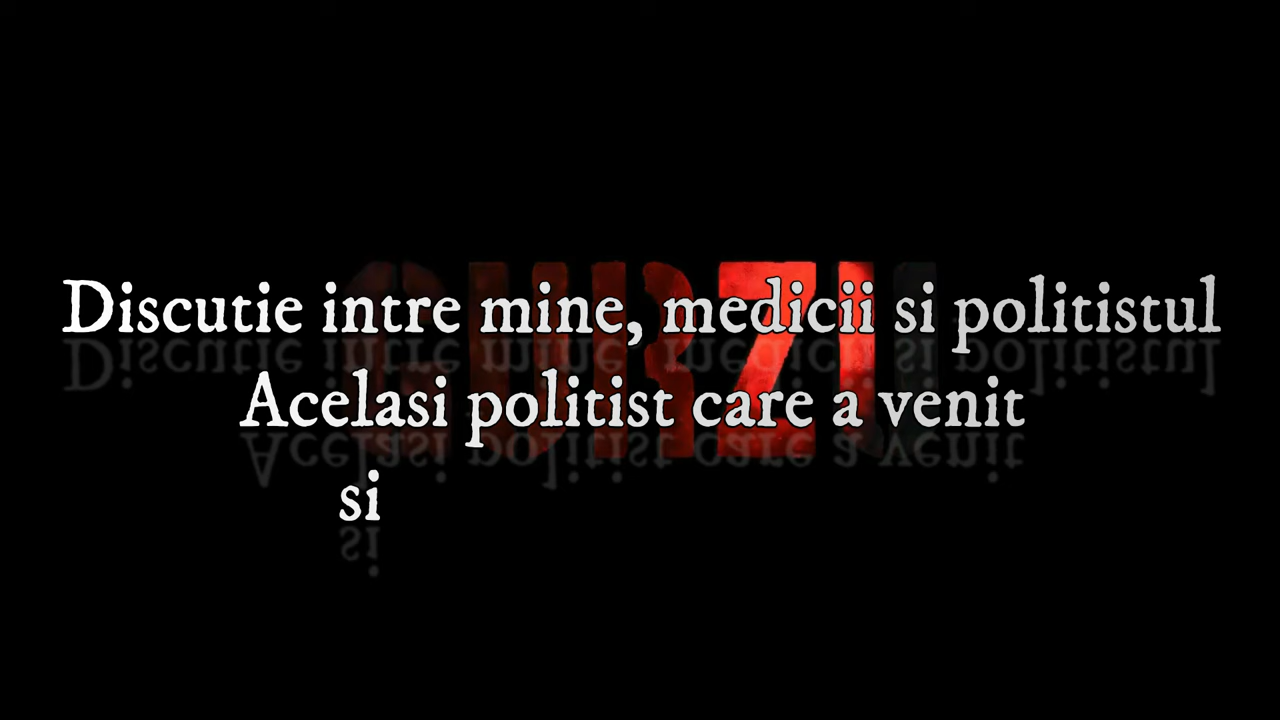 Discutie intre mine, medicii si politistul
Acelasi politist care a venit
si